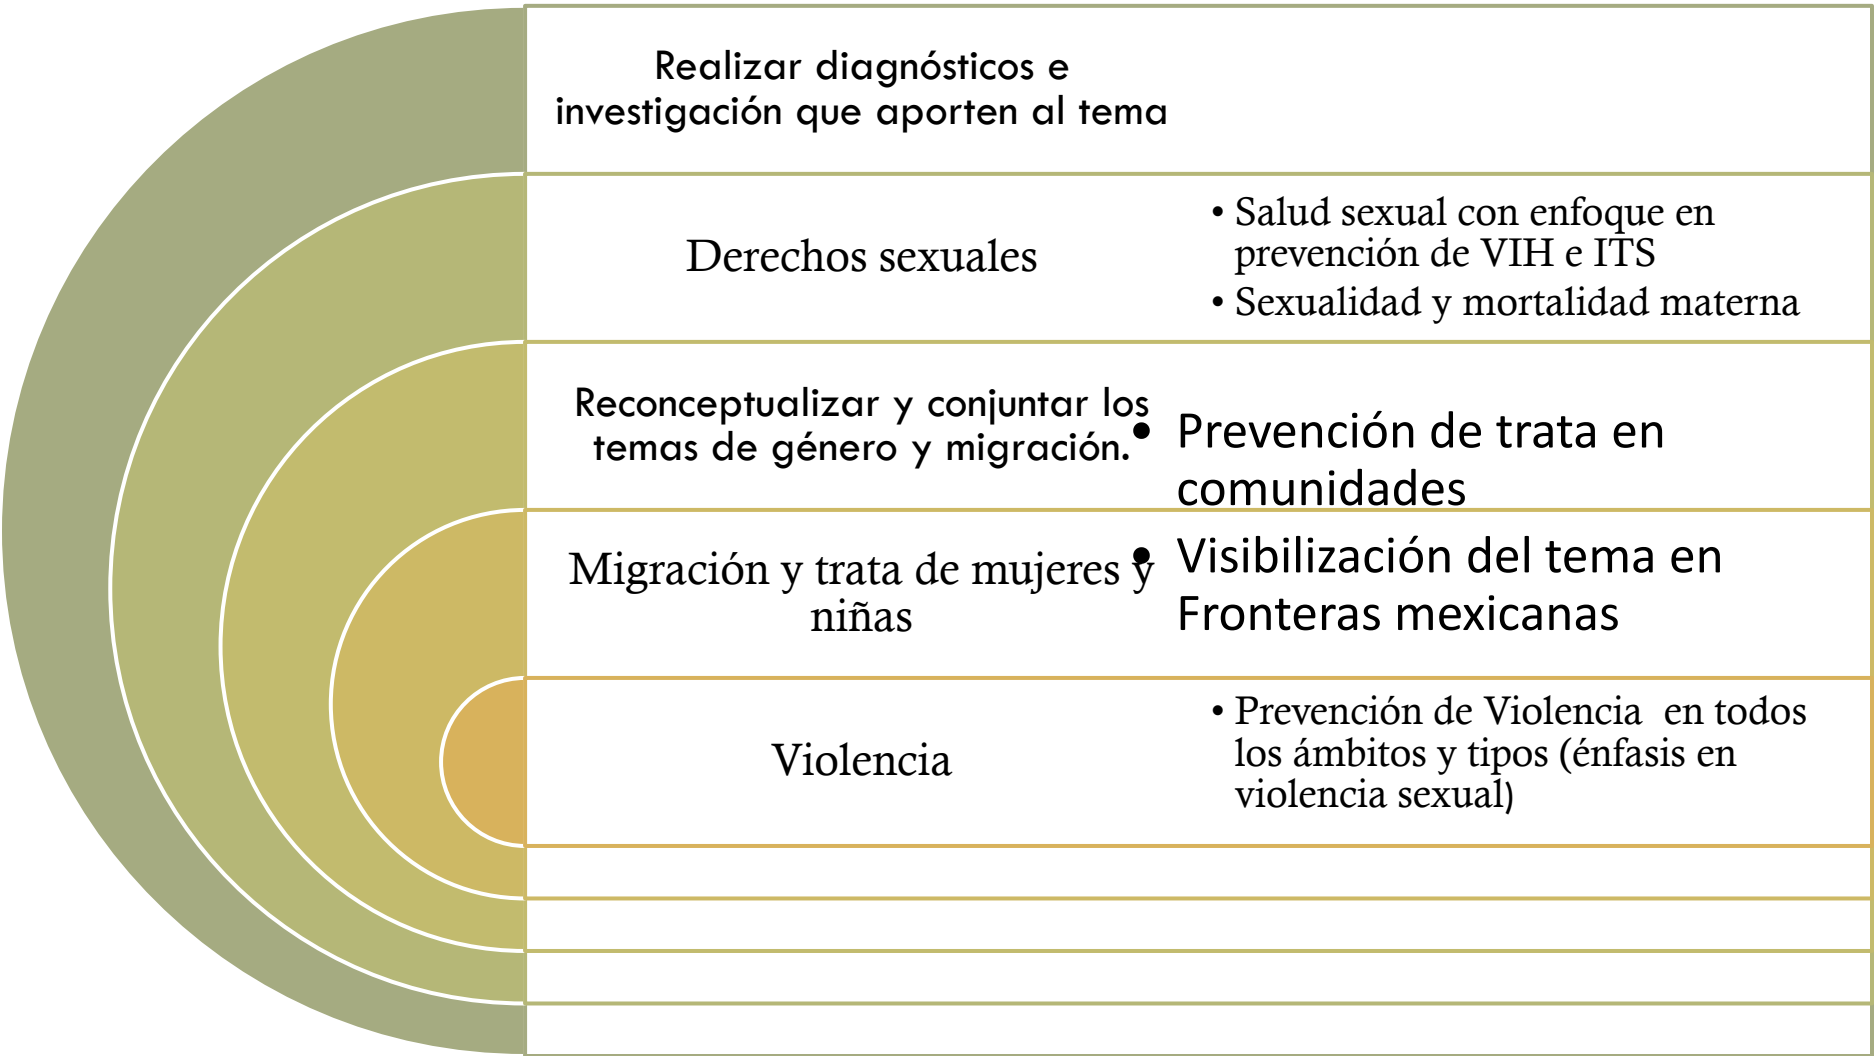 Realizar diagnósticos e
investigación que aporten al tema
Derechos sexuales
• Salud sexual con enfoque en
prevención de VIH e ITS
• Sexualidad y mortalidad materna
Reconceptualizar y conjuntar los
temas de género y migración.
• Prevención de trata en
comunidades
Migración y trata de mujeres y
niñas
• Visibilización del tema en
Fronteras mexicanas
Violencia
• Prevención de Violencia  en todos
los ámbitos y tipos (énfasis en
violencia sexual)